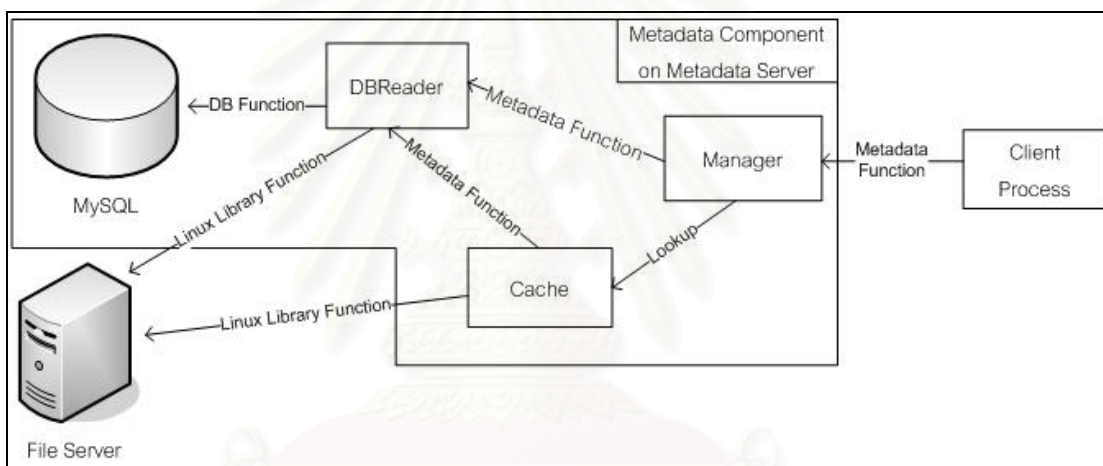 Metadata Component
on Metadata Server
DBReader
DB Function
Metadata Function
Manager
Metadata
Function
Client
Process
MySQL
Linux Library Function
Metadata Function
Lookup
Cache
Linux Library Function
File Server